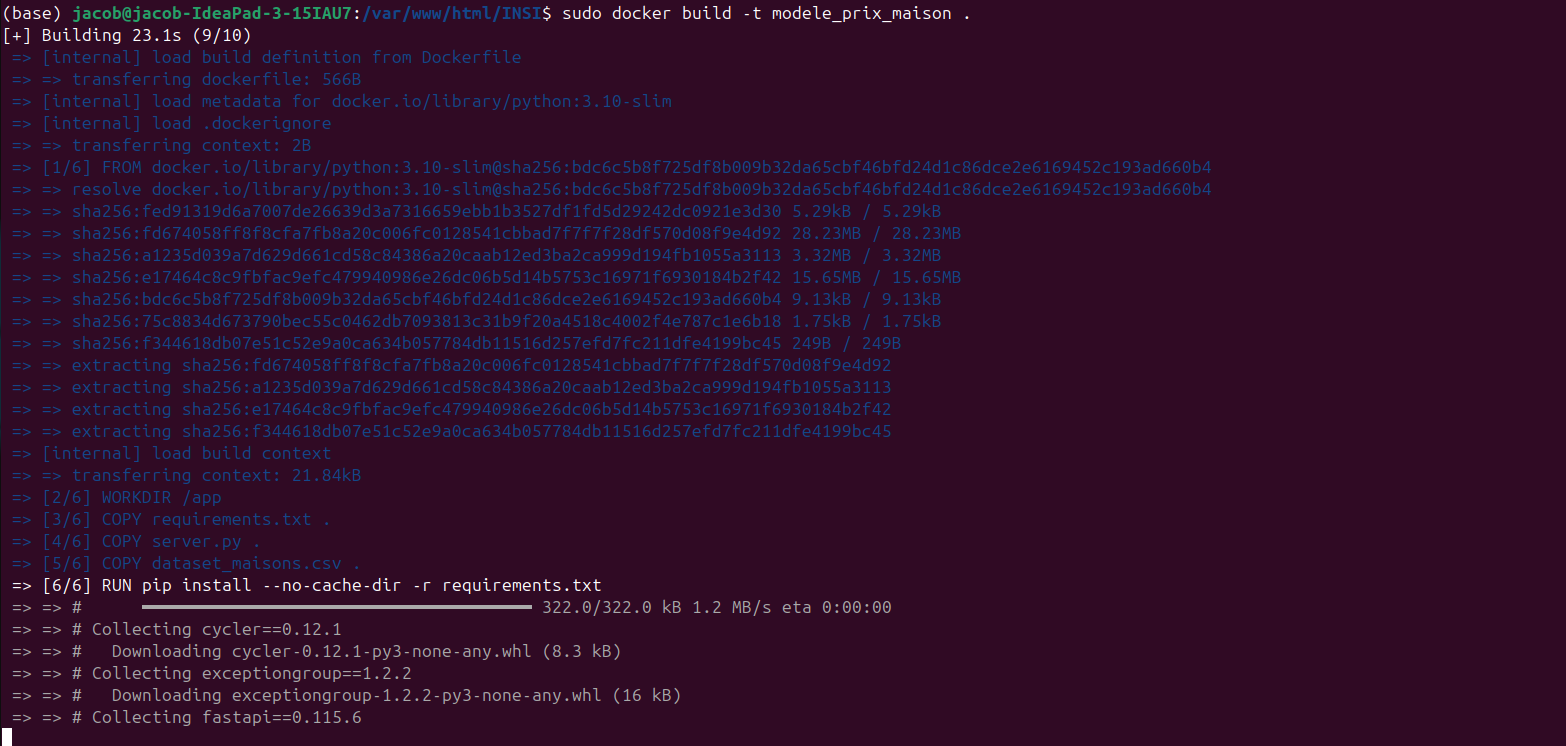 (base) jacob@jacob-IdeaPad-3-15IAU7:/var/www/html/INSI$ sudo docker build -t modele_prix_maison .
[+] Building 23.1s (9/10)
=> [internal] load build definition from Dockerfile
=> => transferring dockerfile: 566B
=> [internal] load metadata for docker.io/library/python:3.10-slim
=> [internal] load .dockerignore
=> => transferring context: 2B
=> [1/6] FROM docker.io/library/python:3.10-slim@sha256:bdc6c5b8f725df8b009b32da65cbf46bfd24d1c86dce2e6169452c193ad660b4
=> => resolve docker.io/library/python:3.10-slim@sha256:bdc6c5b8f725df8b009b32da65cbf46bfd24d1c86dce2e6169452c193ad660b4
=> => sha256:fed91319d6a7007de26639d3a7316659ebb1b3527df1fd5d29242dc0921e3d30 5.29kB / 5.29kB
=> => sha256:fd674058ff8f8cfa7fb8a20c006fc0128541cbbad7f7f7f28df570d08f9e4d92 28.23MB / 28.23MB
=> => sha256:a1235d039a7d629d661cd58c84386a20caab12ed3ba2ca999d194fb1055a3113 3.32MB / 3.32MB
=> => sha256:e17464c8c9fbfac9efc479940986e26dc06b5d14b5753c16971f6930184b2f42 15.65MB / 15.65MB
=> => sha256:bdc6c5b8f725df8b009b32da65cbf46bfd24d1c86dce2e6169452c193ad660b4 9.13kB / 9.13kB
=> => sha256:75c8834d673790bec55c0462db7093813c31b9f20a4518c4002f4e787c1e6b18 1.75kB / 1.75kB
=> => sha256:f344618db07e51c52e9a0ca634b057784db11516d257efd7fc211dfe4199bc45 249B / 249B
=> => extracting sha256:fd674058ff8f8cfa7fb8a20c006fc0128541cbbad7f7f7f28df570d08f9e4d92
=> => extracting sha256:a1235d039a7d629d661cd58c84386a20caab12ed3ba2ca999d194fb1055a3113
=> => extracting sha256:e17464c8c9fbfac9efc479940986e26dc06b5d14b5753c16971f6930184b2f42
=> => extracting sha256:f344618db07e51c52e9a0ca634b057784db11516d257efd7fc211dfe4199bc45
=> [internal] load build context
=> => transferring context: 21.84kB
=> [2/6] WORKDIR /app
=> [3/6] COPY requirements.txt .
=> [4/6] COPY server.py .
=> [5/6] COPY dataset_maisons.csv .
=> [6/6] RUN pip install --no-cache-dir -r requirements.txt
=> => # 322.0/322.0 kB 1.2 MB/s eta 0:00:00
=> => # Collecting cycler==0.12.1
=> => # Downloading cycler-0.12.1-py3-none-any.whl (8.3 kB)
=> => # Collecting exceptiongroup==1.2.2
=> => # Downloading exceptiongroup-1.2.2-py3-none-any.whl (16 kB)
=> => # Collecting fastapi==0.115.6